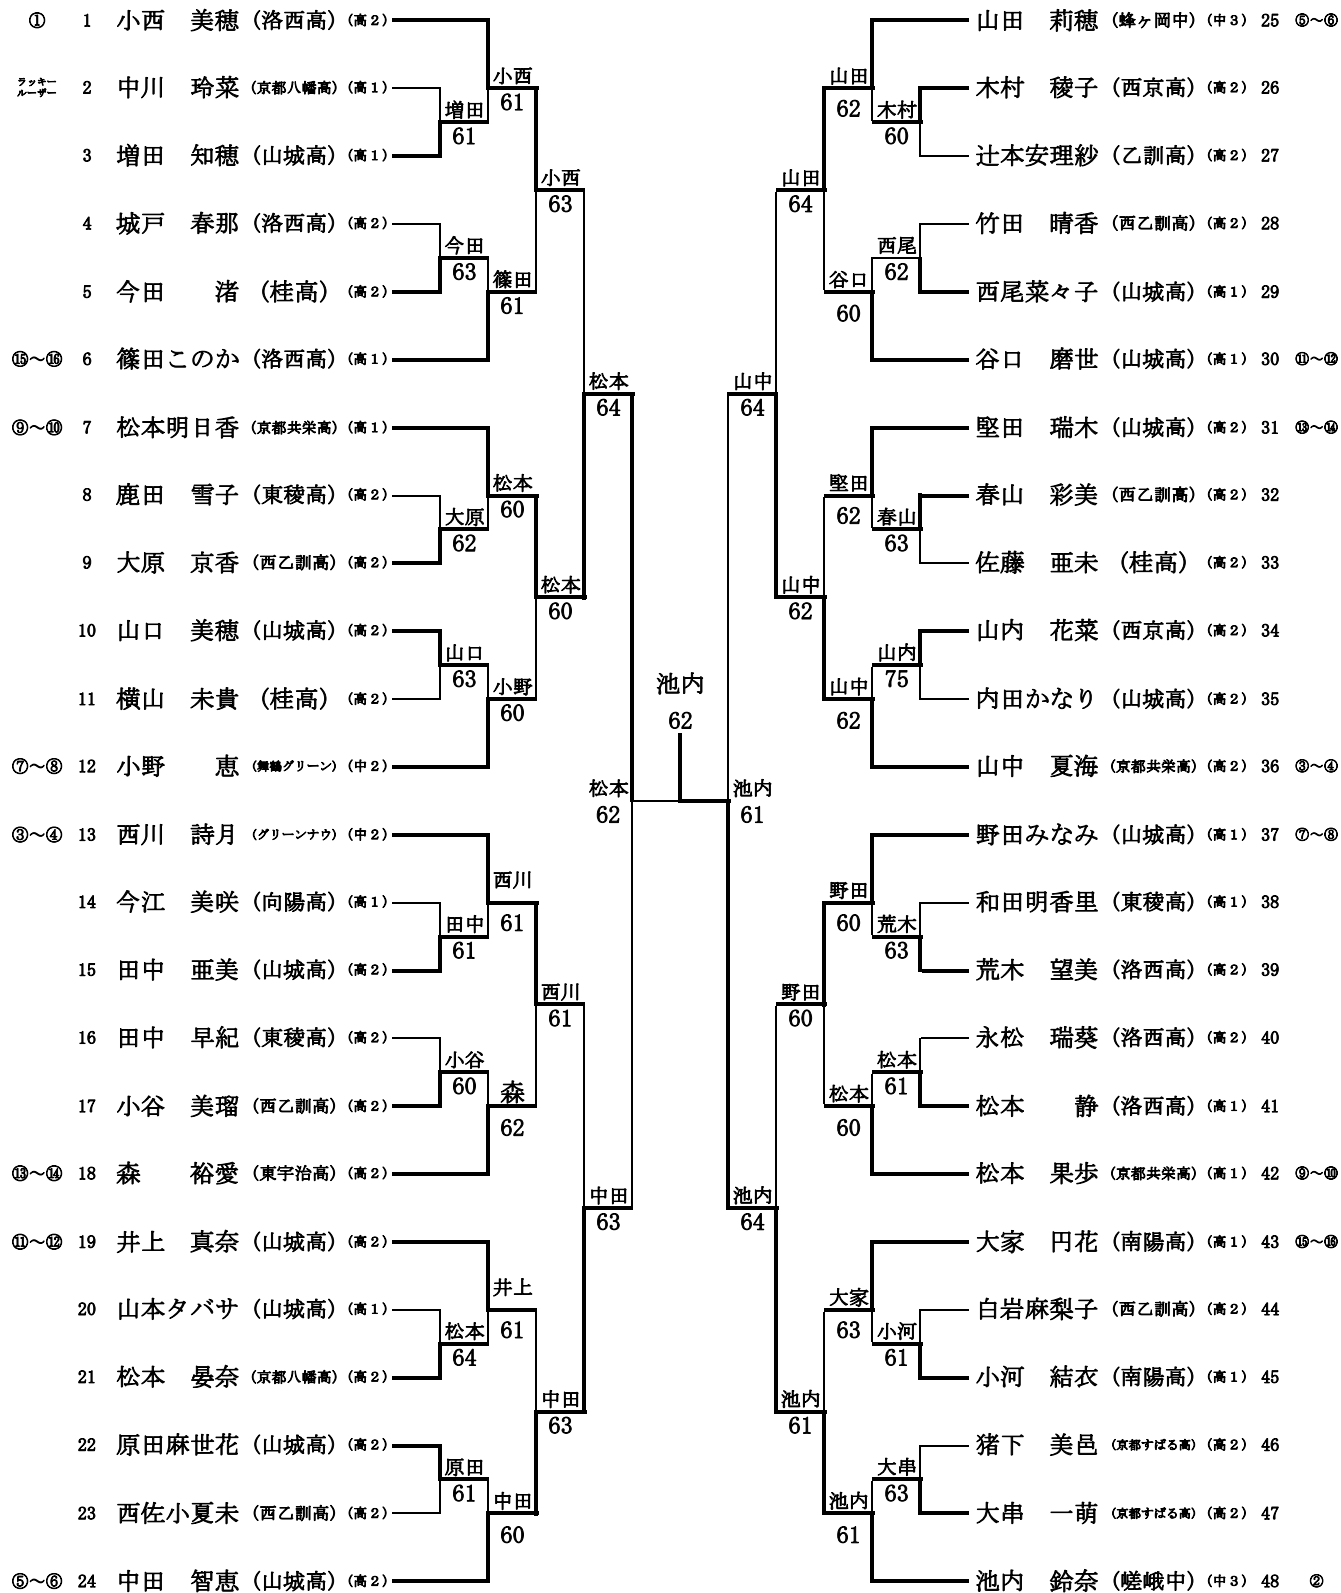 ① 1 小西　美穂 (洛西高) (高2)
ラッキールーザー 2 中川　玲菜 (京都八幡高) (高1)
3 増田　知穂 (山城高) (高1)
4 城戸　春那 (洛西高) (高2)
5 今田　渚 (桂高) (高2)
⑮～⑯ 6 篠田このか (洛西高) (高1)
⑨～⑩ 7 松本明日香 (京都共栄高) (高1)
8 鹿田　雪子 (東稜高) (高2)
9 大原　京香 (西乙訓高) (高2)
10 山口　美穂 (山城高) (高2)
11 横山　未貴 (桂高) (高2)
⑦～⑧ 12 小野　恵 (舞鶴グリーン) (中2)
③～④ 13 西川　詩月 (グリーンナウ) (中2)
14 今江　美咲 (向陽高) (高1)
15 田中　亜美 (山城高) (高2)
16 田中　早紀 (東稜高) (高2)
17 小谷　美瑠 (西乙訓高) (高2)
⑬～⑭ 18 森　裕愛 (東宇治高) (高2)
⑪～⑫ 19 井上　真奈 (山城高) (高2)
20 山本タバサ (山城高) (高1)
21 松本　晏奈 (京都八幡高) (高2)
22 原田麻世花 (山城高) (高2)
23 西佐小夏未 (西乙訓高) (高2)
⑤～⑥ 24 中田　智恵 (山城高) (高2)
増田
61
今田
63
大原
62
山口
63
田中
61
小谷
60
松本
64
原田
61
小西
61
篠田
61
松本
60
小野
60
西川
61
森
62
井上
61
中田
60
小西
63
松本
60
西川
61
中田
63
松本
64
中田
63
松本
62
池内
62
池内
61
山中
64
池内
64
山田
64
山中
62
野田
60
池内
61
山田
62
谷口
60
堅田
62
山中
62
野田
60
松本
60
大家
63
池内
61
木村
60
西尾
62
春山
63
山内
75
荒木
63
松本
61
小河
61
大串
63
山田　莉穂 (蜂ヶ岡中) (中3) 25 ⑤～⑥
木村　稜子 (西京高) (高2) 26
辻本安理紗 (乙訓高) (高2) 27
竹田　晴香 (西乙訓高) (高2) 28
西尾菜々子 (山城高) (高1) 29
谷口　磨世 (山城高) (高1) 30 ⑪～⑫
堅田　瑞木 (山城高) (高2) 31 ⑬～⑭
春山　彩美 (西乙訓高) (高2) 32
佐藤　亜未 (桂高) (高2) 33
山内　花菜 (西京高) (高2) 34
内田かなり (山城高) (高2) 35
山中　夏海 (京都共栄高) (高2) 36 ③～④
野田みなみ (山城高) (高1) 37 ⑦～⑧
和田明香里 (東稜高) (高1) 38
荒木　望美 (洛西高) (高2) 39
永松　瑞葵 (洛西高) (高2) 40
松本　静 (洛西高) (高1) 41
松本　果歩 (京都共栄高) (高1) 42 ⑨～⑩
大家　円花 (南陽高) (高1) 43 ⑮～⑯
白岩麻梨子 (西乙訓高) (高2) 44
小河　結衣 (南陽高) (高1) 45
猪下　美邑 (京都すばる高) (高2) 46
大串　一萌 (京都すばる高) (高2) 47
池内　鈴奈 (嵯峨中) (中3) 48 ②